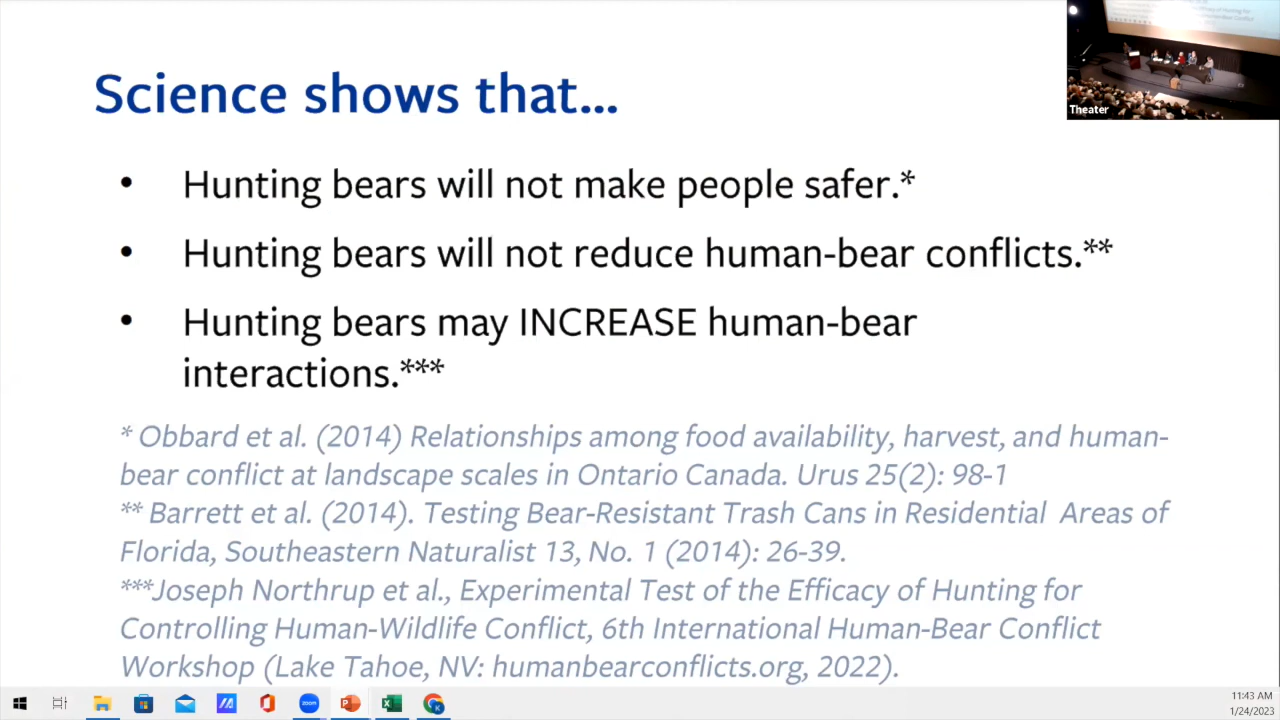 Science shows that...
• Hunting bears will not make people safer.*
• Hunting bears will not reduce human-bear conflicts.**
• Hunting bears may INCREASE human-bear
interactions.***
* Obbard et al. (2014) Relationships among food availability, harvest, and human-
bear conflict at landscape scales in Ontario Canada. Urus 25(2): 98-1
** Barrett et al. (2014). Testing Bear-Resistant Trash Cans in Residential Areas of
Florida, Southeastern Naturalist 13, No. 1 (2014): 26-39.
***Joseph Northrup et al., Experimental Test of the Efficacy of Hunting for
Controlling Human-Wildlife Conflict, 6th International Human-Bear Conflict
Workshop (Lake Tahoe, NV: humanbearconflicts.org, 2022).
Theater
zoom
11:43 AM
1/24/2023